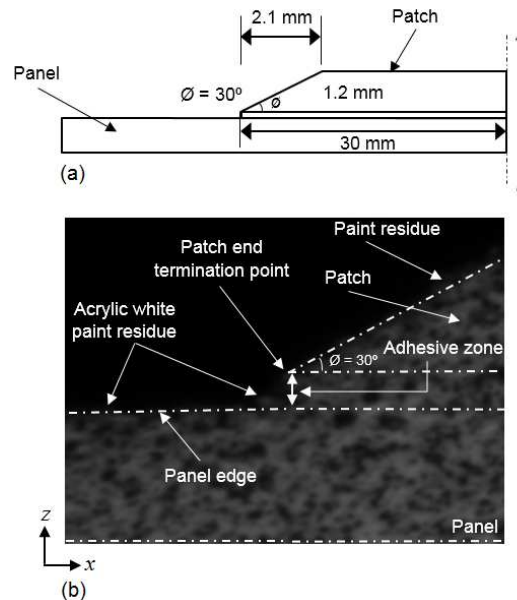 2.1 mm
Patch
Panel
Ø = 30º
Ø
1.2 mm
30 mm
(a)
Paint residue
Patch end
termination point
Patch
Acrylic white
paint residue
Ø = 30º
Adhesive zone
Panel edge
Panel
z
x
(b)